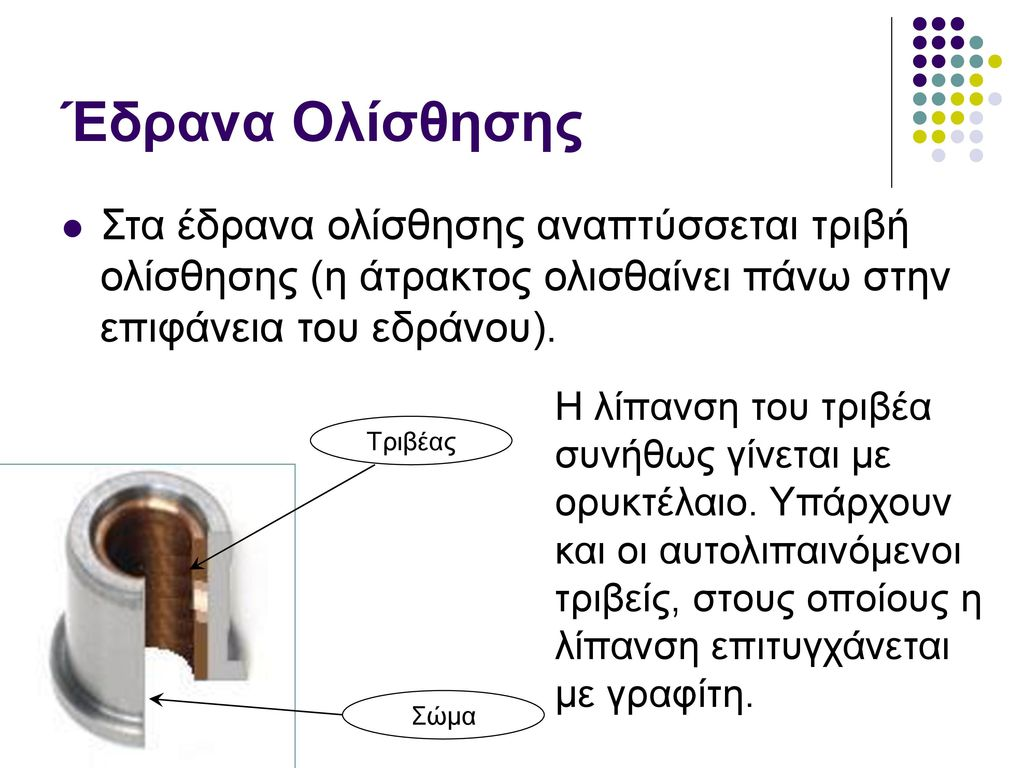 Έδρανα Ολίσθησης
Στα έδρανα ολίσθησης αναπτύσσεται τριβή
ολίσθησης (η άτρακτος ολισθαίνει πάνω στην
επιφάνεια του εδράνου).
Τριβέας
Σώμα
Η λίπανση του τριβέα
συνήθως γίνεται με
ορυκτέλαιο. Υπάρχουν
και οι αυτολιπαινόμενοι
τριβείς, στους οποίους η
λίπανση επιτυγχάνεται
με γραφίτη.